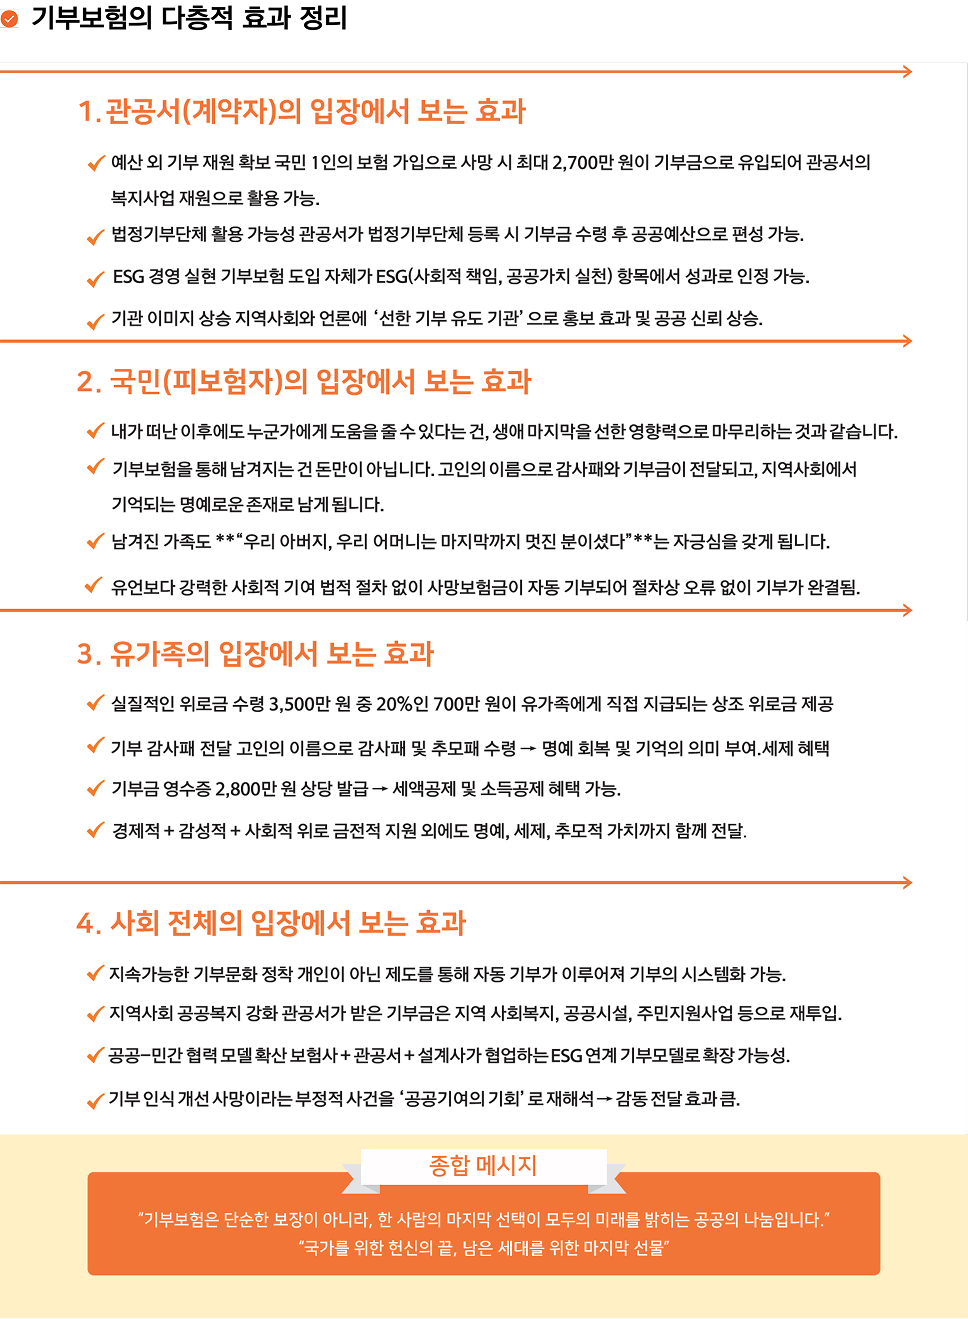 기부보험의 다층적 효과 정리
1. 관공서(계약자)의 입장에서 보는 효과
예산 외 기부 재원 확보 국민 1인의 보험 가입으로 사망 시 최대 2,700만 원이 기부금으로 유입되어 관공서의
복지사업 재원으로 활용 가능.
법정기부단체 활용 가능성 관공서가 법정기부단체 등록 시 기부금 수령 후 공공예산으로 편성 가능.
ESG 경영 실현 기부보험 도입 자체가 ESG(사회적 책임, 공공가치 실천) 항목에서 성과로 인정 가능.
기관 이미지 상승 지역사회와 언론에 ‘선한 기부 유도 기관’으로 홍보 효과 및 공공 신뢰 상승.
2. 국민(피보험자)의 입장에서 보는 효과
내가 떠난 이후에도 누군가에게 도움을 줄 수 있다는 건, 생애 마지막을 선한 영향력으로 마무리하는 것과 같습니다.
기부보험을 통해 남겨지는 건 돈만이 아닙니다. 고인의 이름으로 감사패와 기부금이 전달되고, 지역사회에서
기억되는 명예로운 존재로 남게 됩니다.
남겨진 가족도 **“우리 아버지, 우리 어머니는 마지막까지 멋진 분이셨다”**는 자긍심을 갖게 됩니다.
유언보다 강력한 사회적 기여 법적 절차 없이 사망보험금이 자동 기부되어 절차상 오류 없이 기부가 완결됨.
3. 유가족의 입장에서 보는 효과
실질적인 위로금 수령 3,500만 원 중 20%인 700만 원이 유가족에게 직접 지급되는 상조 위로금 제공
기부 감사패 전달 고인의 이름으로 감사패 및 추모패 수령 → 명예 회복 및 기억의 의미 부여.세제 혜택
기부금 영수증 2,800만 원 상당 발급 → 세액공제 및 소득공제 혜택 가능.
경제적 + 감성적 + 사회적 위로 금전적 지원 외에도 명예, 세제, 추모적 가치까지 함께 전달.
4. 사회 전체의 입장에서 보는 효과
지속가능한 기부문화 정착 개인이 아닌 제도를 통해 자동 기부가 이루어져 기부의 시스템화 가능.
지역사회 공공복지 강화 관공서가 받은 기부금은 지역 사회복지, 공공시설, 주민지원사업 등으로 재투입.
공공–민간 협력 모델 확산 보험사 + 관공서 + 설계사가 협업하는 ESG 연계 기부모델로 확장 가능성.
기부 인식 개선 사망이라는 부정적 사건을 ‘공공기여의 기회’로 재해석 → 감동 전달 효과 큼.
종합 메시지
“기부보험은 단순한 보장이 아니라, 한 사람의 마지막 선택이 모두의 미래를 밝히는 공공의 나눔입니다.”
“국가를 위한 헌신의 끝, 남은 세대를 위한 마지막 선물”